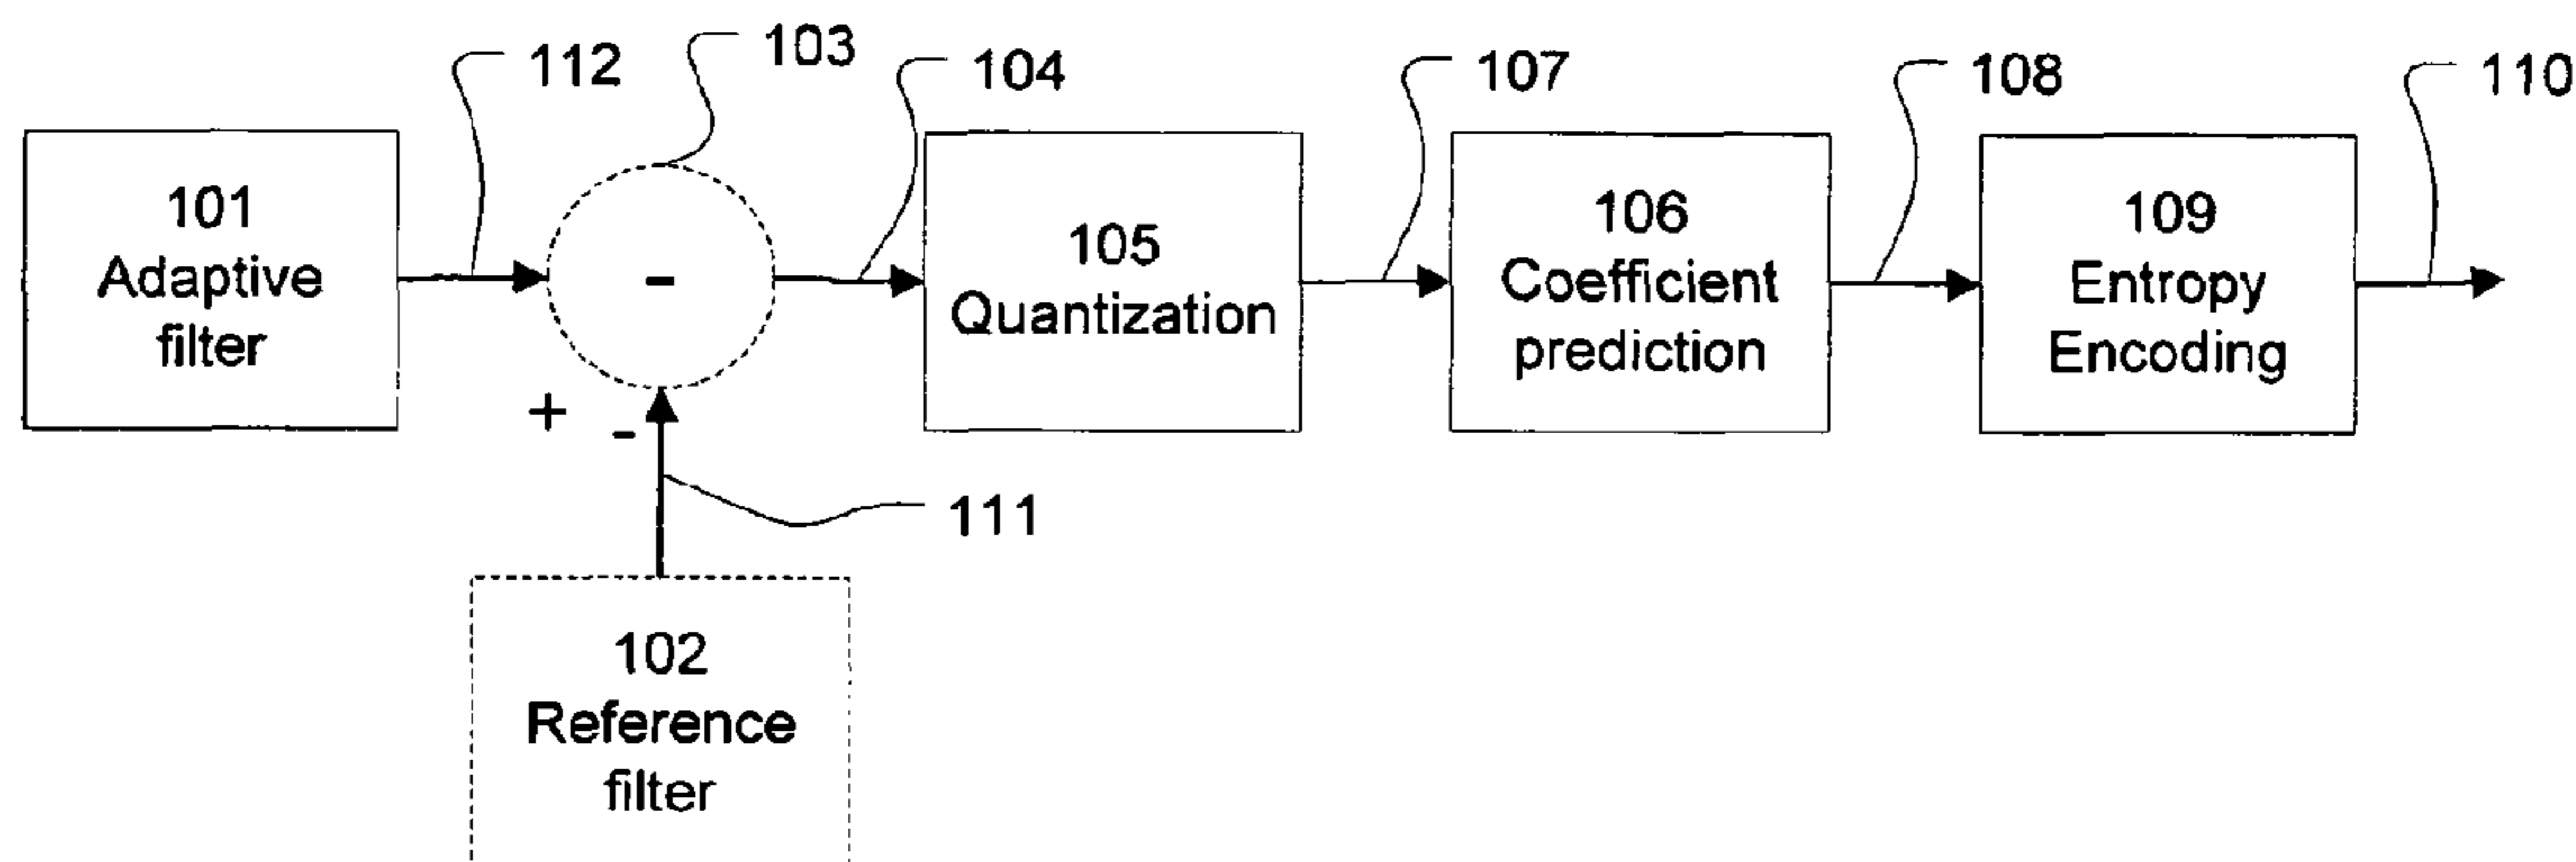 103
112
104
107
108
110
101
Adaptive
filter
-
105
Quantization
106
Coefficient
prediction
109
Entropy
Encoding
+
-
111
102
Reference
filter